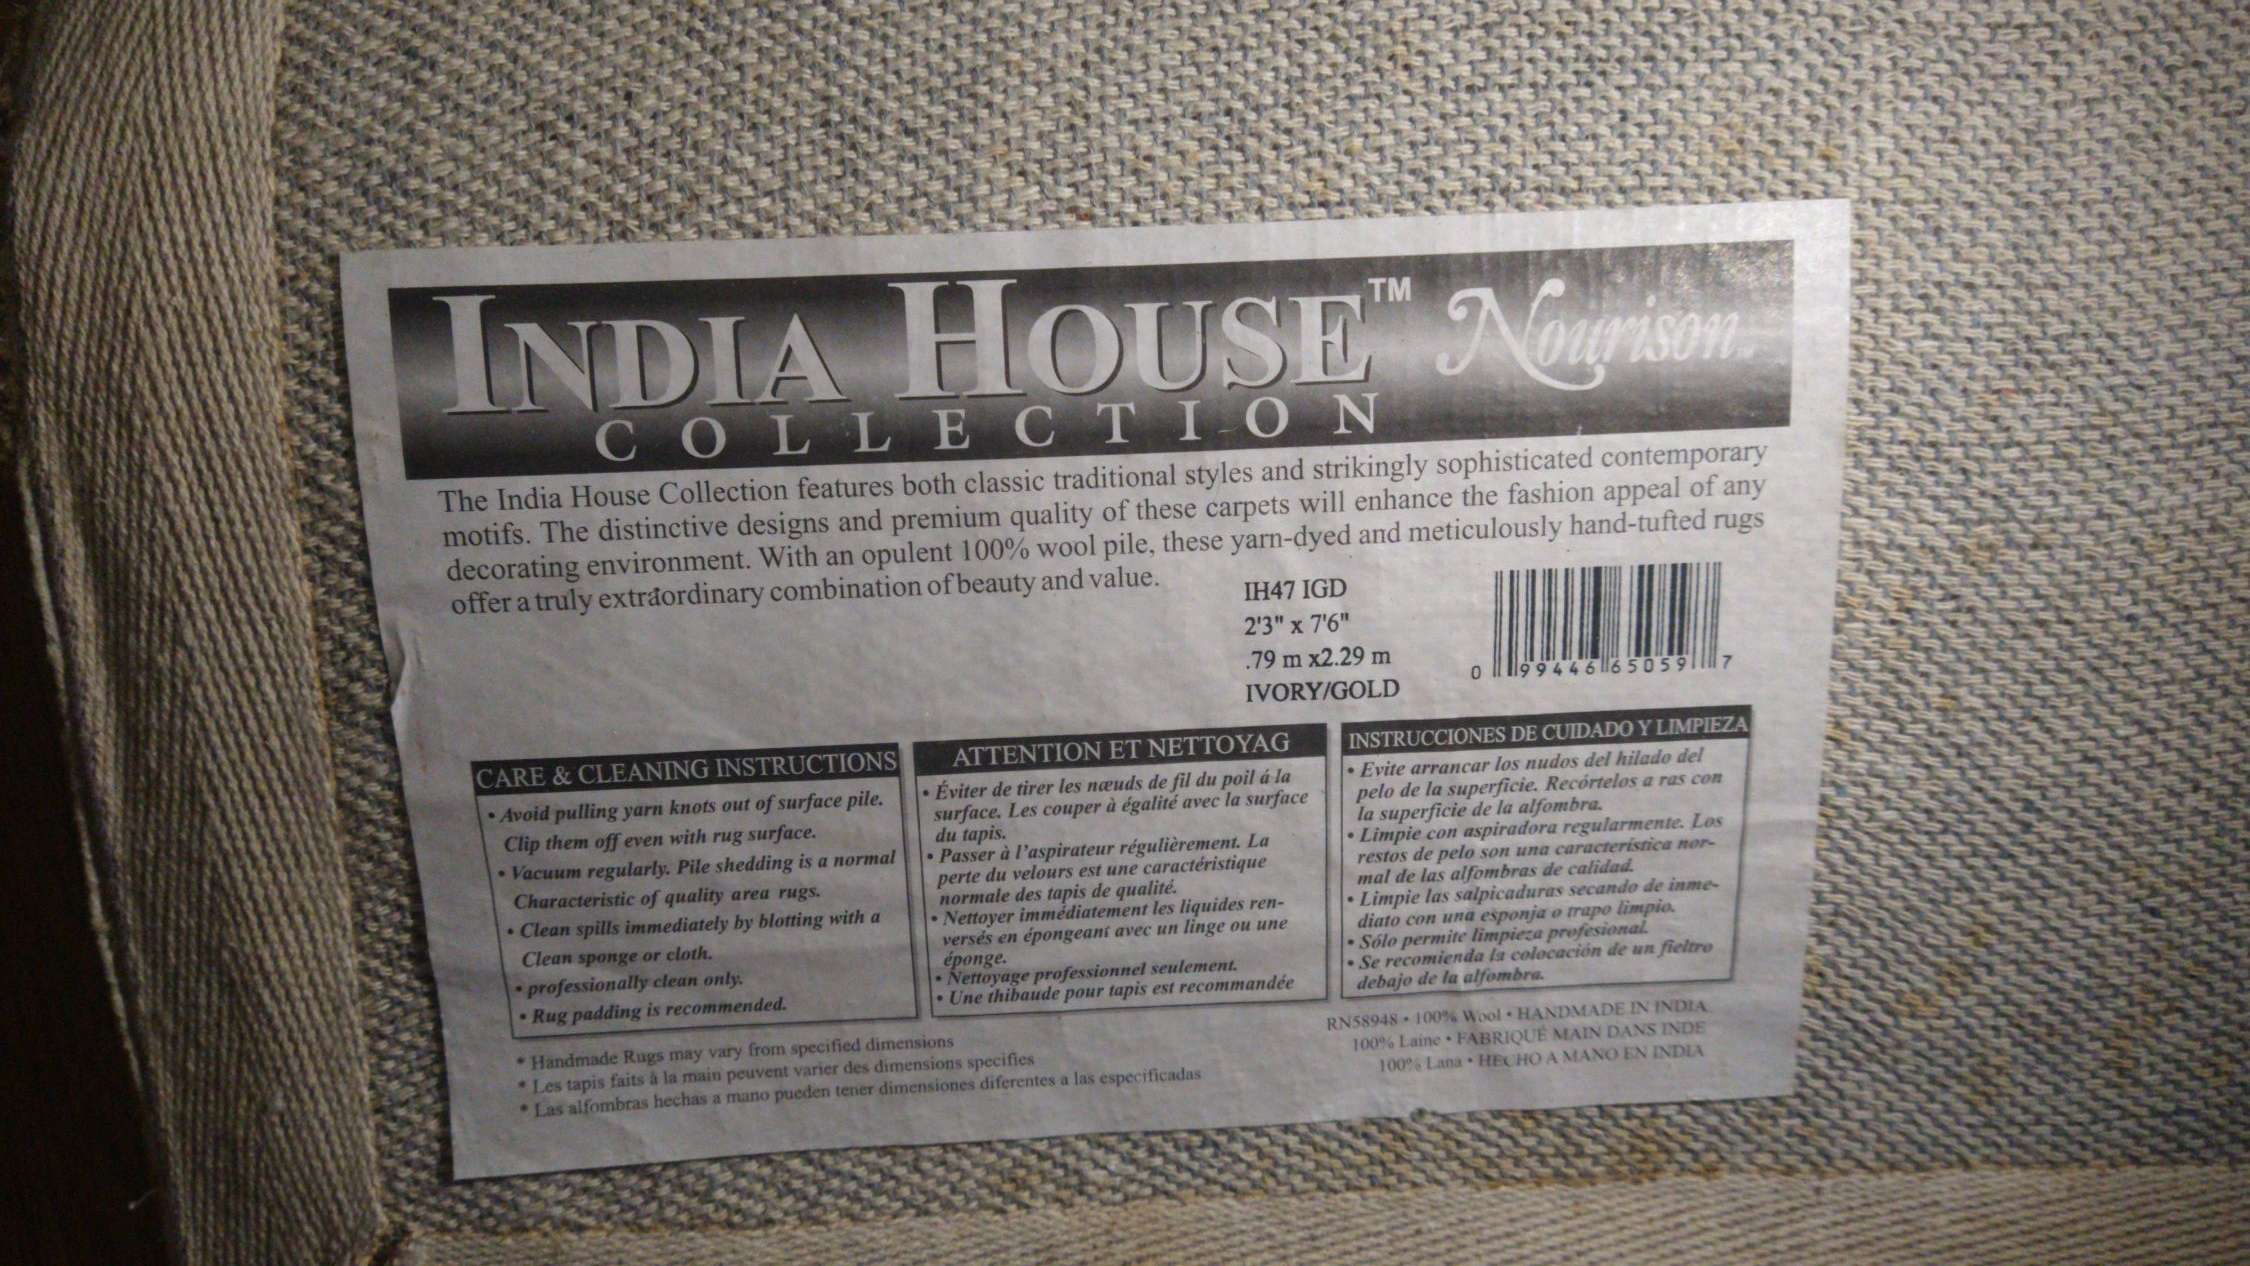 INDIA HOUSE™ Nourison
COLLECTION
The India House Collection features both classic traditional styles and strikingly sophisticated contemporary
motifs. The distinctive designs and premium quality of these carpets will enhance the fashion appeal of any
decorating environment. With an opulent 100% wool pile, these yarn-dyed and meticulously hand-tufted rugs
offer a truly extraordinary combination of beauty and value.
IH47 IGD
2'3" x 7'6"
.79 m x2.29 m
IVORY/GOLD
0 99446 65059 7
CARE & CLEANING INSTRUCTIONS
• Avoid pulling yarn knots out of surface pile.
Clip them off even with rug surface.
• Vacuum regularly. Pile shedding is a normal
Characteristic of quality area rugs.
• Clean spills immediately by blotting with a
Clean sponge or cloth.
• professionally clean only.
• Rug padding is recommended.
ATTENTION ET NETTOYAG
• Éviter de tirer les nœuds de fil du poil á la
surface. Les couper à égalité avec la surface
du tapis.
• Passer à l'aspirateur régulièrement. La
perte du velours est une caractéristique
normale des tapis de qualité.
• Nettoyer immédiatement les liquides ren-
versés en épongeant avec un linge ou une
éponge.
• Nettoyage professionnel seulement.
• Une thibaude pour tapis est recommandée
INSTRUCCIONES DE CUIDADO Y LIMPIEZA
• Evite arrancar los nudos del hilado del
pelo de la superficie. Recórtelos a ras con
la superficie de la alfombra.
• Limpie con aspiradora regularmente. Los
restos de pelo son una característica nor-
mal de las alfombras de calidad.
• Limpie las salpicaduras secando de inme-
diato con una esponja o trapo limpio.
• Sólo permite limpieza profesional.
• Se recomienda la colocación de un fieltro
debajo de la alfombra.
* Handmade Rugs may vary from specified dimensions
* Les tapis faits à la main peuvent varier des dimensions specifies
* Las alfombras hechas a mano pueden tener dimensiones diferentes a las especificadas
RN58948 • 100% Wool • HANDMADE IN INDIA
100% Laine • FABRIQUÉ MAIN DANS INDE
100% Lana • HECHO A MANO EN INDIA